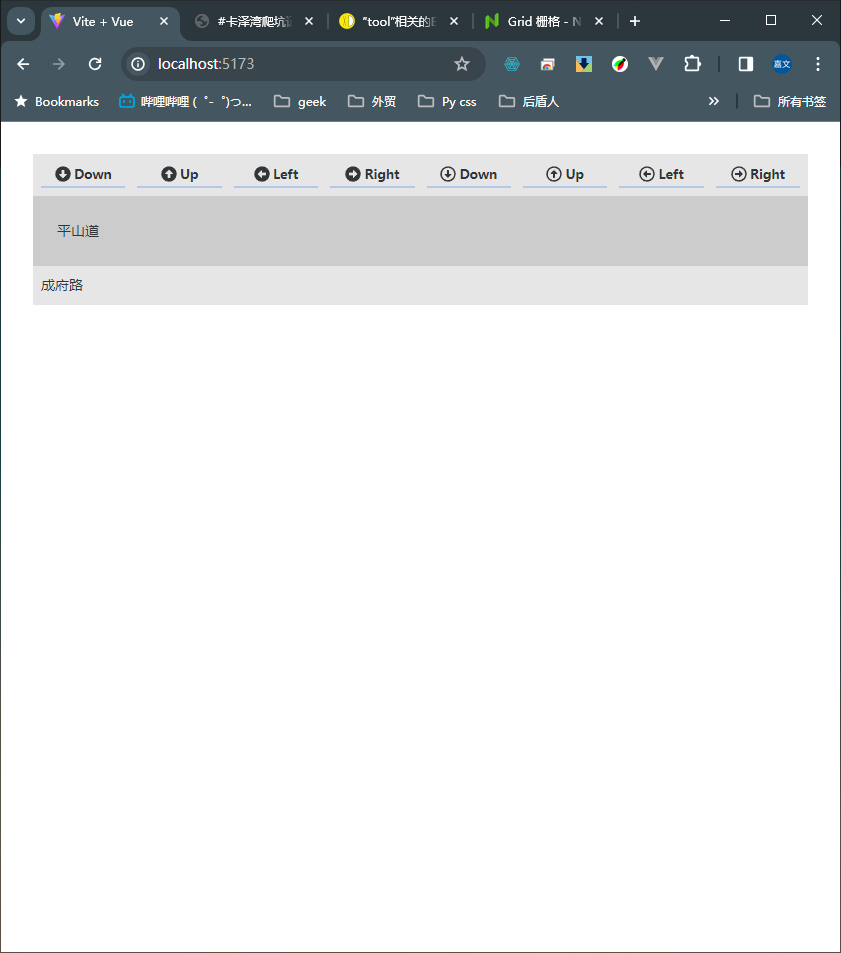 Vite + Vue
#卡泽湾爬坑
"tool"相关的
Grid 栅格 - N
localhost:5173
嘉文
Bookmarks
哔哩哔哩 ( ゜- ゜)つ...
geek
外贸
Py css
后盾人
所有书签
Down Up Left Right Down Up Left Right
平山道
成府路